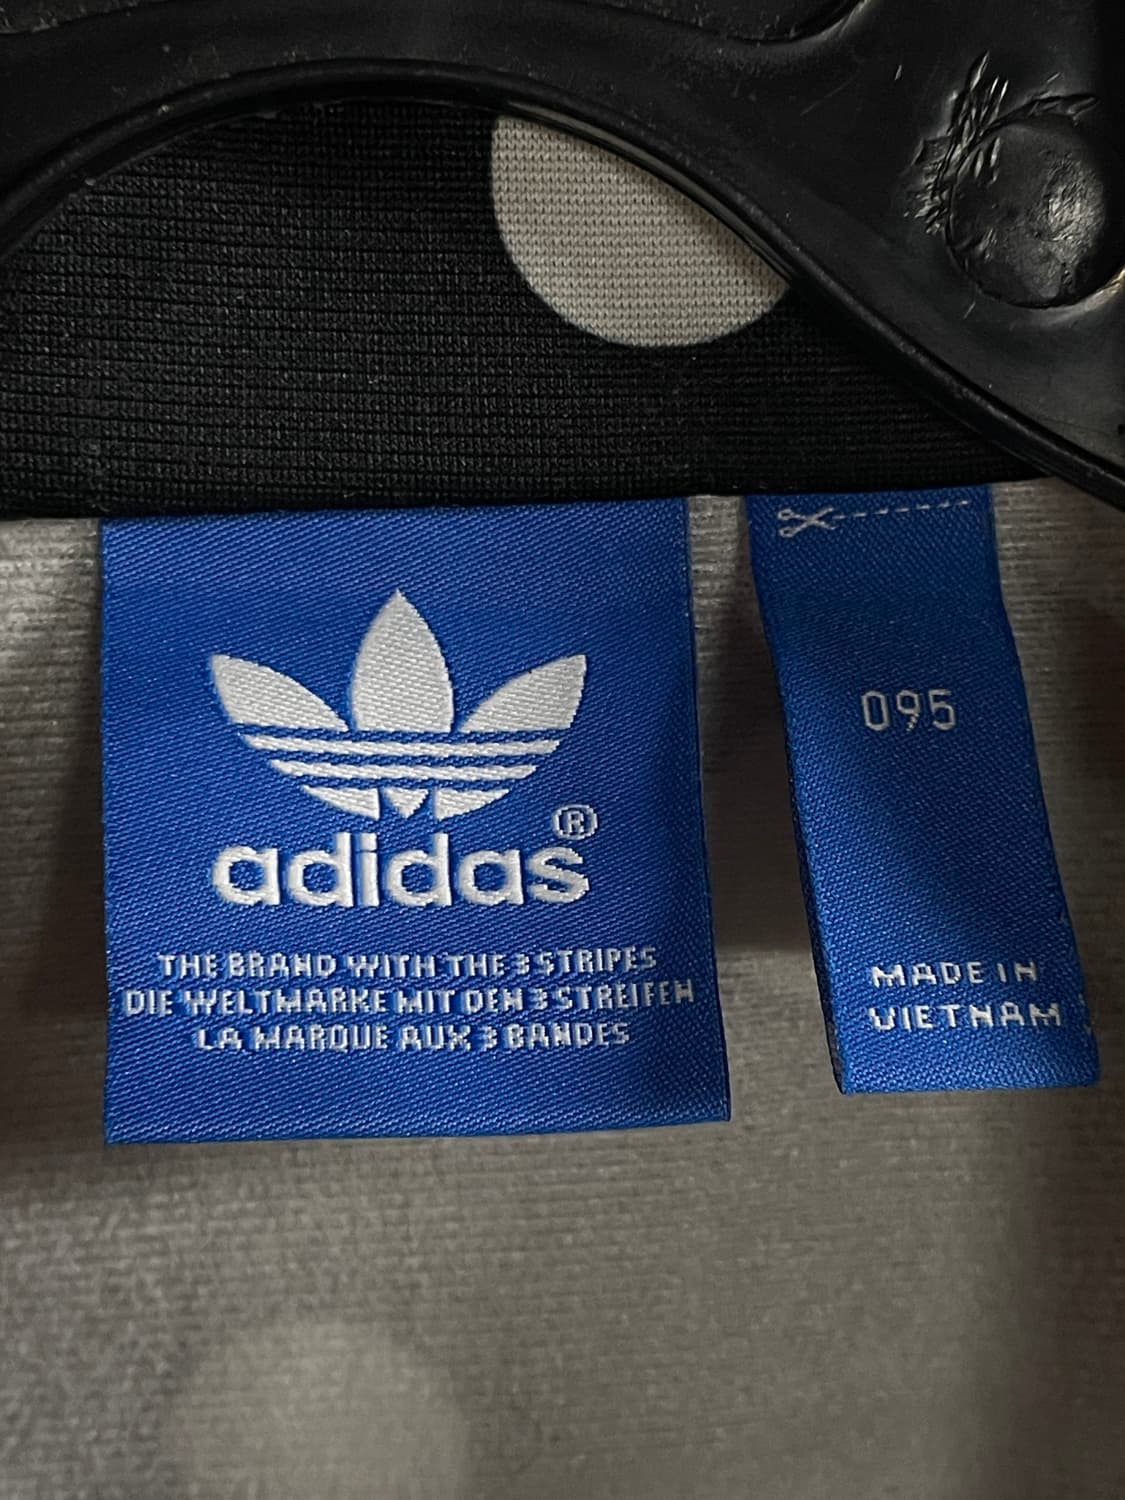 adidas®
THE BRAND WITH THE 3 STRIPES
DIE WELTMARKE MIT DEN 3 STREIFEN
LA MARQUE AUX 3 BANDES
095
MADE IN
VIETNAM